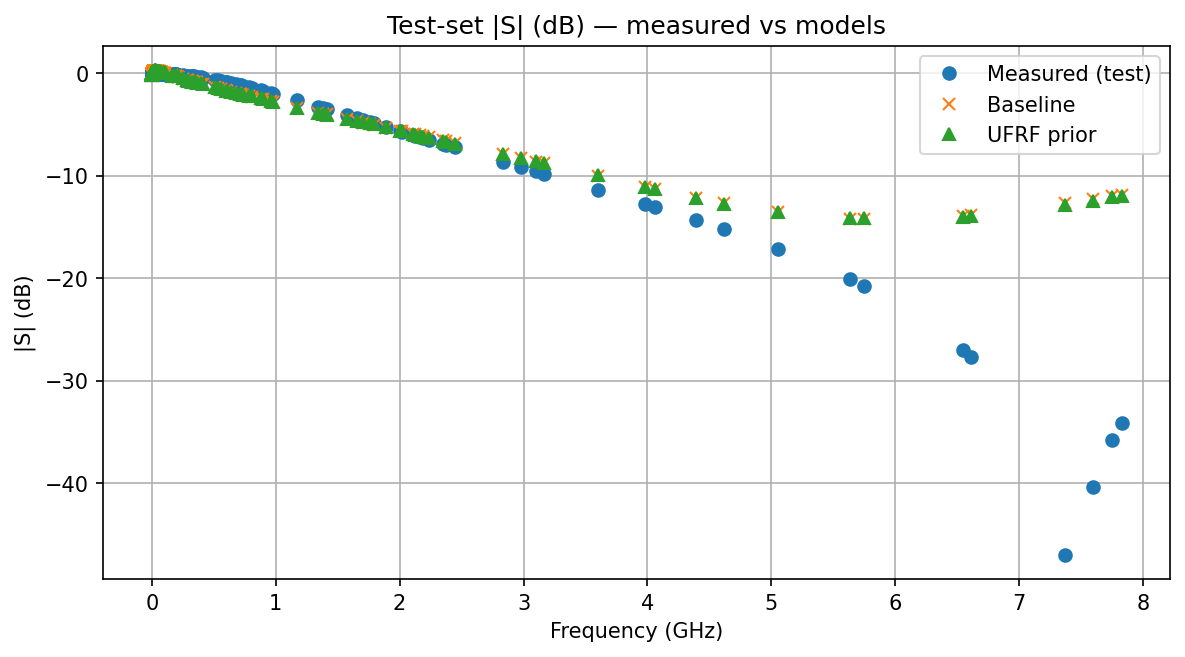 Test-set |S| (dB) — measured vs models
Measured (test)
Baseline
UFRF prior
0
−10
−20
−30
−40
|S| (dB)
0 1 2 3 4 5 6 7 8
Frequency (GHz)